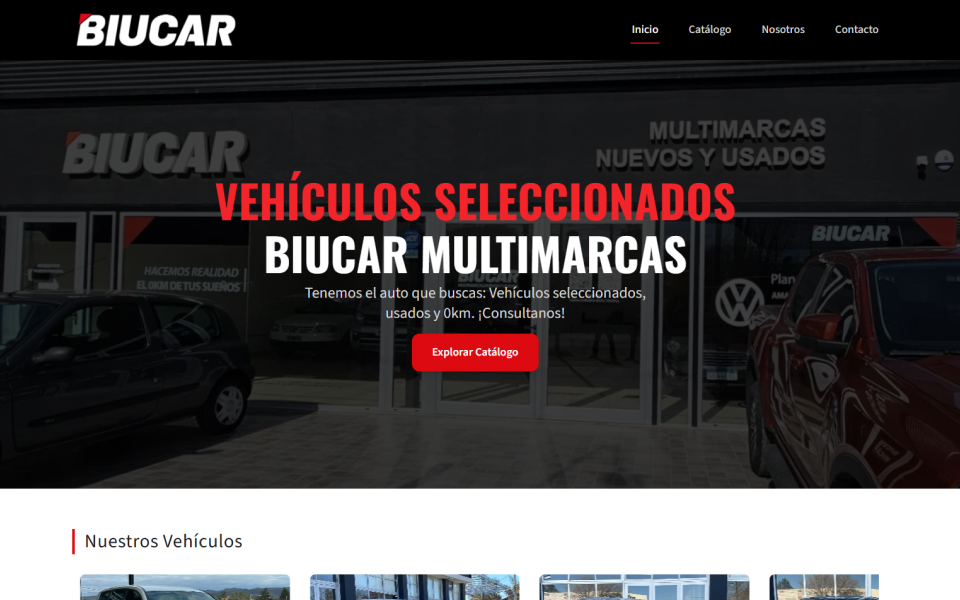 BIUCAR
Inicio
Catálogo
Nosotros
Contacto
BIUCAR
MULTIMARCAS
NUEVOS Y USADOS
VEHÍCULOS SELECCIONADOS
BIUCAR MULTIMARCAS
BIUCAR
HACEMOS REALIDAD
EL 0KM DE TUS SUEÑOS
Plan
Tenemos el auto que buscas: Vehículos seleccionados,
usados y 0km. ¡Consultanos!
Explorar Catálogo
Nuestros Vehículos